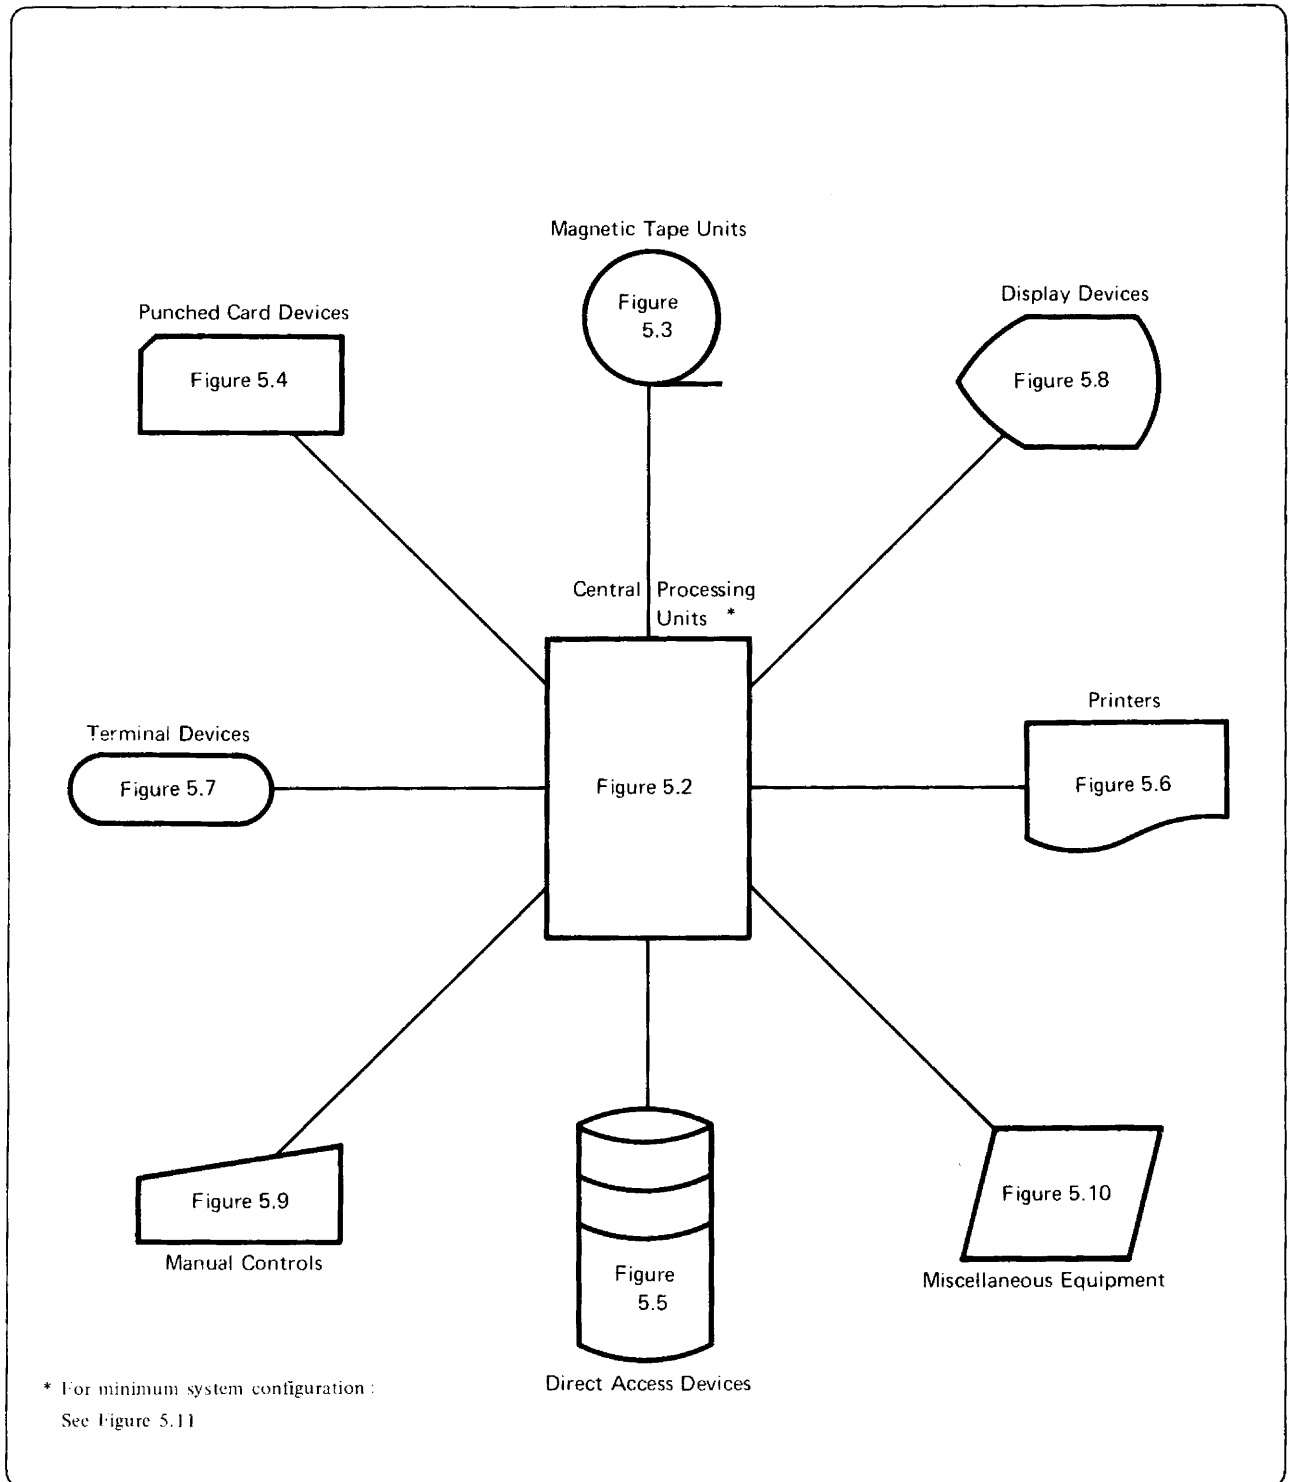 Magnetic Tape Units
Figure
5.3
Display Devices
Figure 5.8
Punched Card Devices
Figure 5.4
Central Processing
Units *
Figure 5.2
Terminal Devices
Figure 5.7
Printers
Figure 5.6
Figure 5.9
Manual Controls
Figure
5.5
Direct Access Devices
Figure 5.10
Miscellaneous Equipment
* For minimum system configuration :
See Figure 5.11